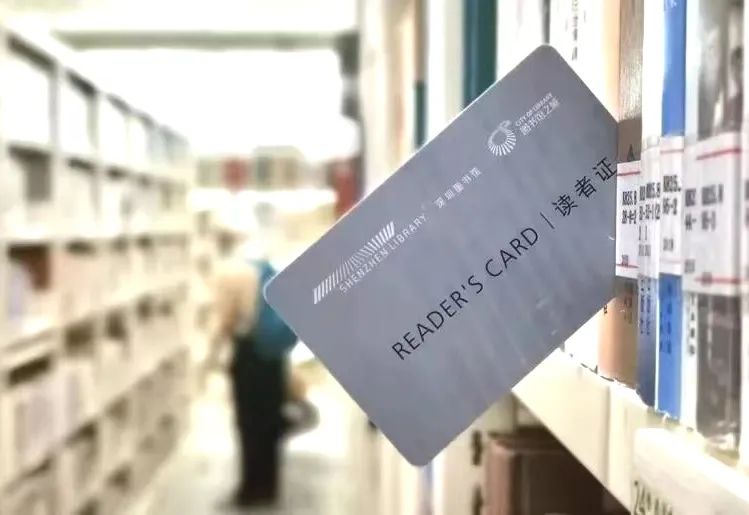 SHENZHEN LIBRARY
深圳图书馆
CITY OF LIBRARY
图书馆之城
READER'S CARD | 读者证